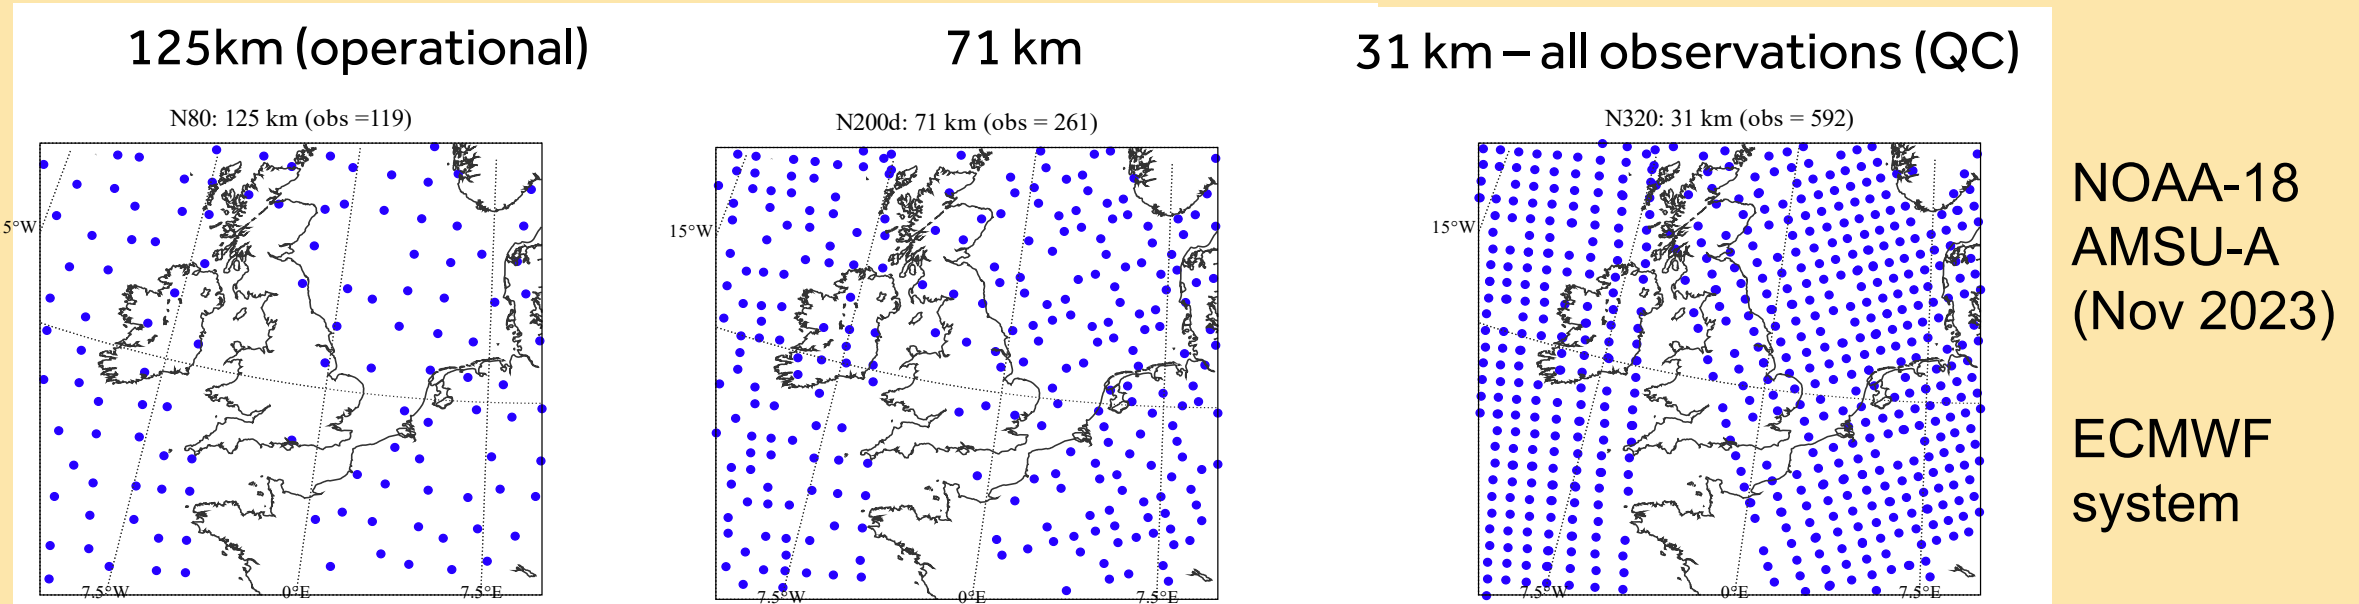 125km (operational)
71 km
31 km – all observations (QC)
N80: 125 km (obs =119)
N200d: 71 km (obs = 261)
N320: 31 km (obs = 592)
5°W
15°W
15°W
7.5°W
0°E
7.5°E
7.5°W
0°E
7.5°E
7.5°W
0°E
7.5°E
NOAA-18
AMSU-A
(Nov 2023)
ECMWF
system